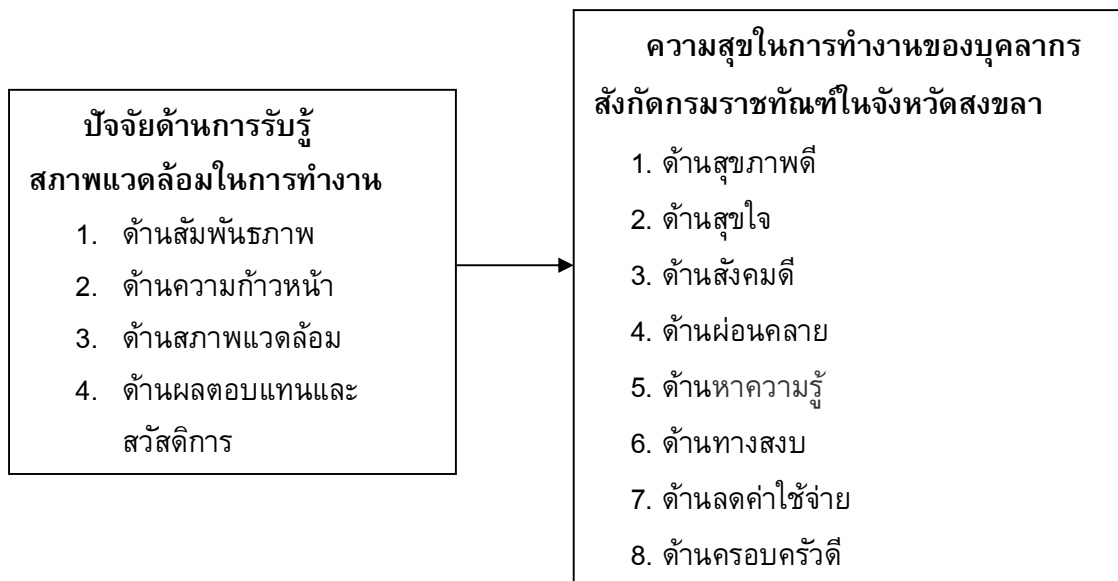 ปัจจัยด้านการรับรู้
สภาพแวดล้อมในการทำงาน
1. ด้านสัมพันธภาพ
2. ด้านความก้าวหน้า
3. ด้านสภาพแวดล้อม
4. ด้านผลตอบแทนและ
สวัสดิการ
ความสุขในการทำงานของบุคลากร
สังกัดกรมราชทัณฑ์ในจังหวัดสงขลา
1. ด้านสุขภาพดี
2. ด้านสุขใจ
3. ด้านสังคมดี
4. ด้านผ่อนคลาย
5. ด้านหาความรู้
6. ด้านทางสงบ
7. ด้านลดค่าใช้จ่าย
8. ด้านครอบครัวดี